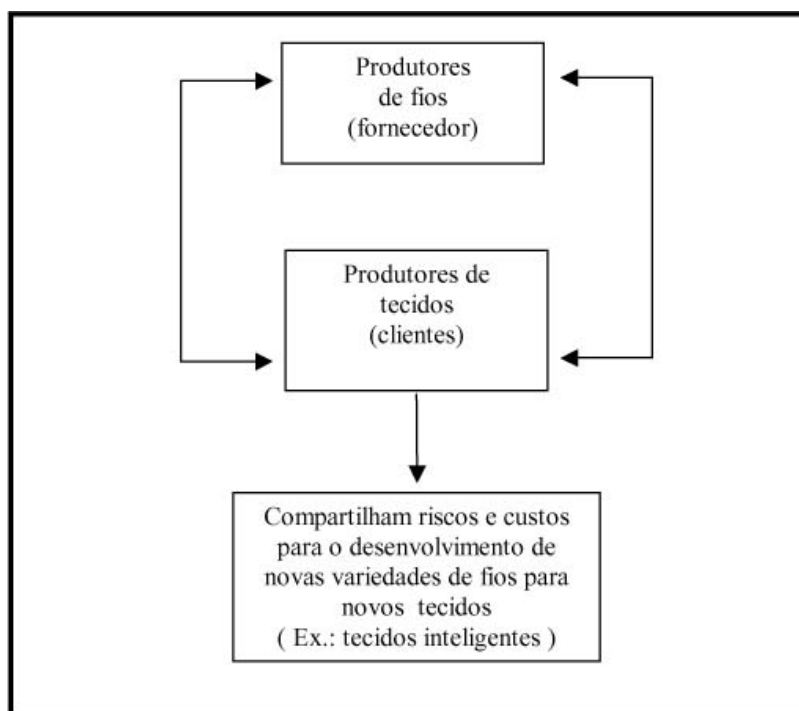 Produtores
de fios
(fornecedor)
Produtores de
tecidos
(clientes)
Compartilham riscos e custos
para o desenvolvimento de
novas variedades de fios para
novos tecidos
( Ex.: tecidos inteligentes )